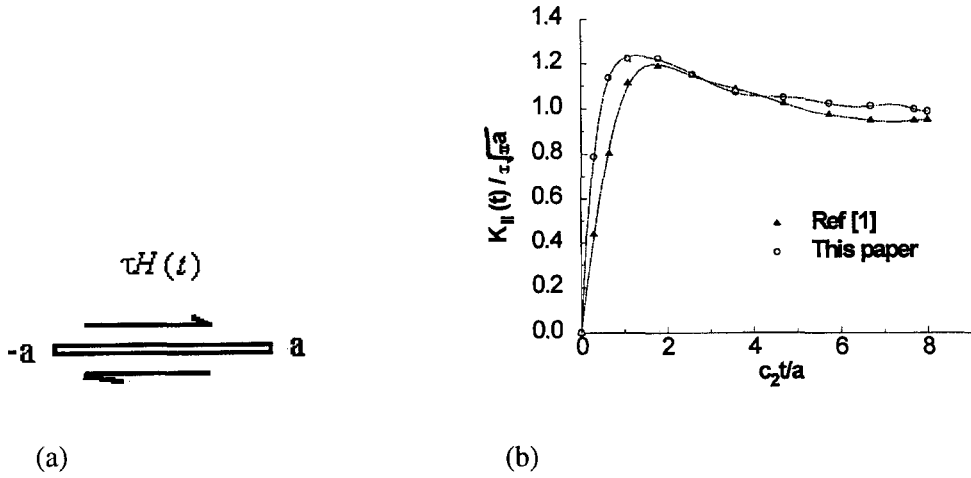 τH(t)
-a
a
(a)
K_II (t) / τ√πa
1.4
1.2
1.0
0.8
0.6
0.4
0.2
0.0
0
2
4
6
8
c₂t/a
Ref [1]
This paper
(b)